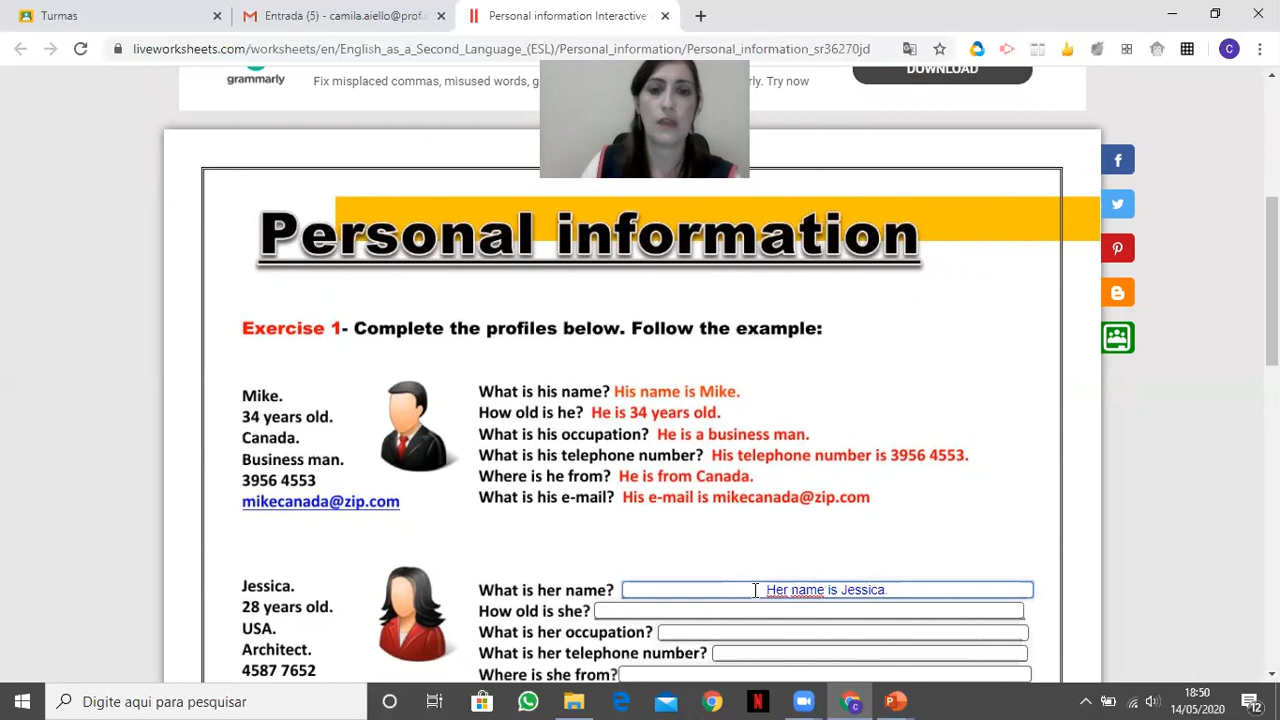 Turmas
Entrada (5) - camila.aiello@prof.
Personal information Interactive
liveworksheets.com/worksheets/en/English_as_a_Second_Language_(ESL)/Personal_information/Personal_information_sr36270jd
C
grammarly
Fix misplaced commas, misused words,
rly. Try now
DOWNLOAD
Personal information
Exercise 1- Complete the profiles below. Follow the example:
Mike.
34 years old.
Canada.
Business man.
3956 4553
mikecanada@zip.com
What is his name? His name is Mike.
How old is he? He is 34 years old.
What is his occupation? He is a business man.
What is his telephone number? His telephone number is 3956 4553.
Where is he from? He is from Canada.
What is his e-mail? His e-mail is mikecanada@zip.com
Jessica.
28 years old.
USA.
Architect.
4587 7652
What is her name? Her name is Jessica.
How old is she?
What is her occupation?
What is her telephone number?
Where is she from?
Digite aqui para pesquisar
18:50
14/05/2020
12